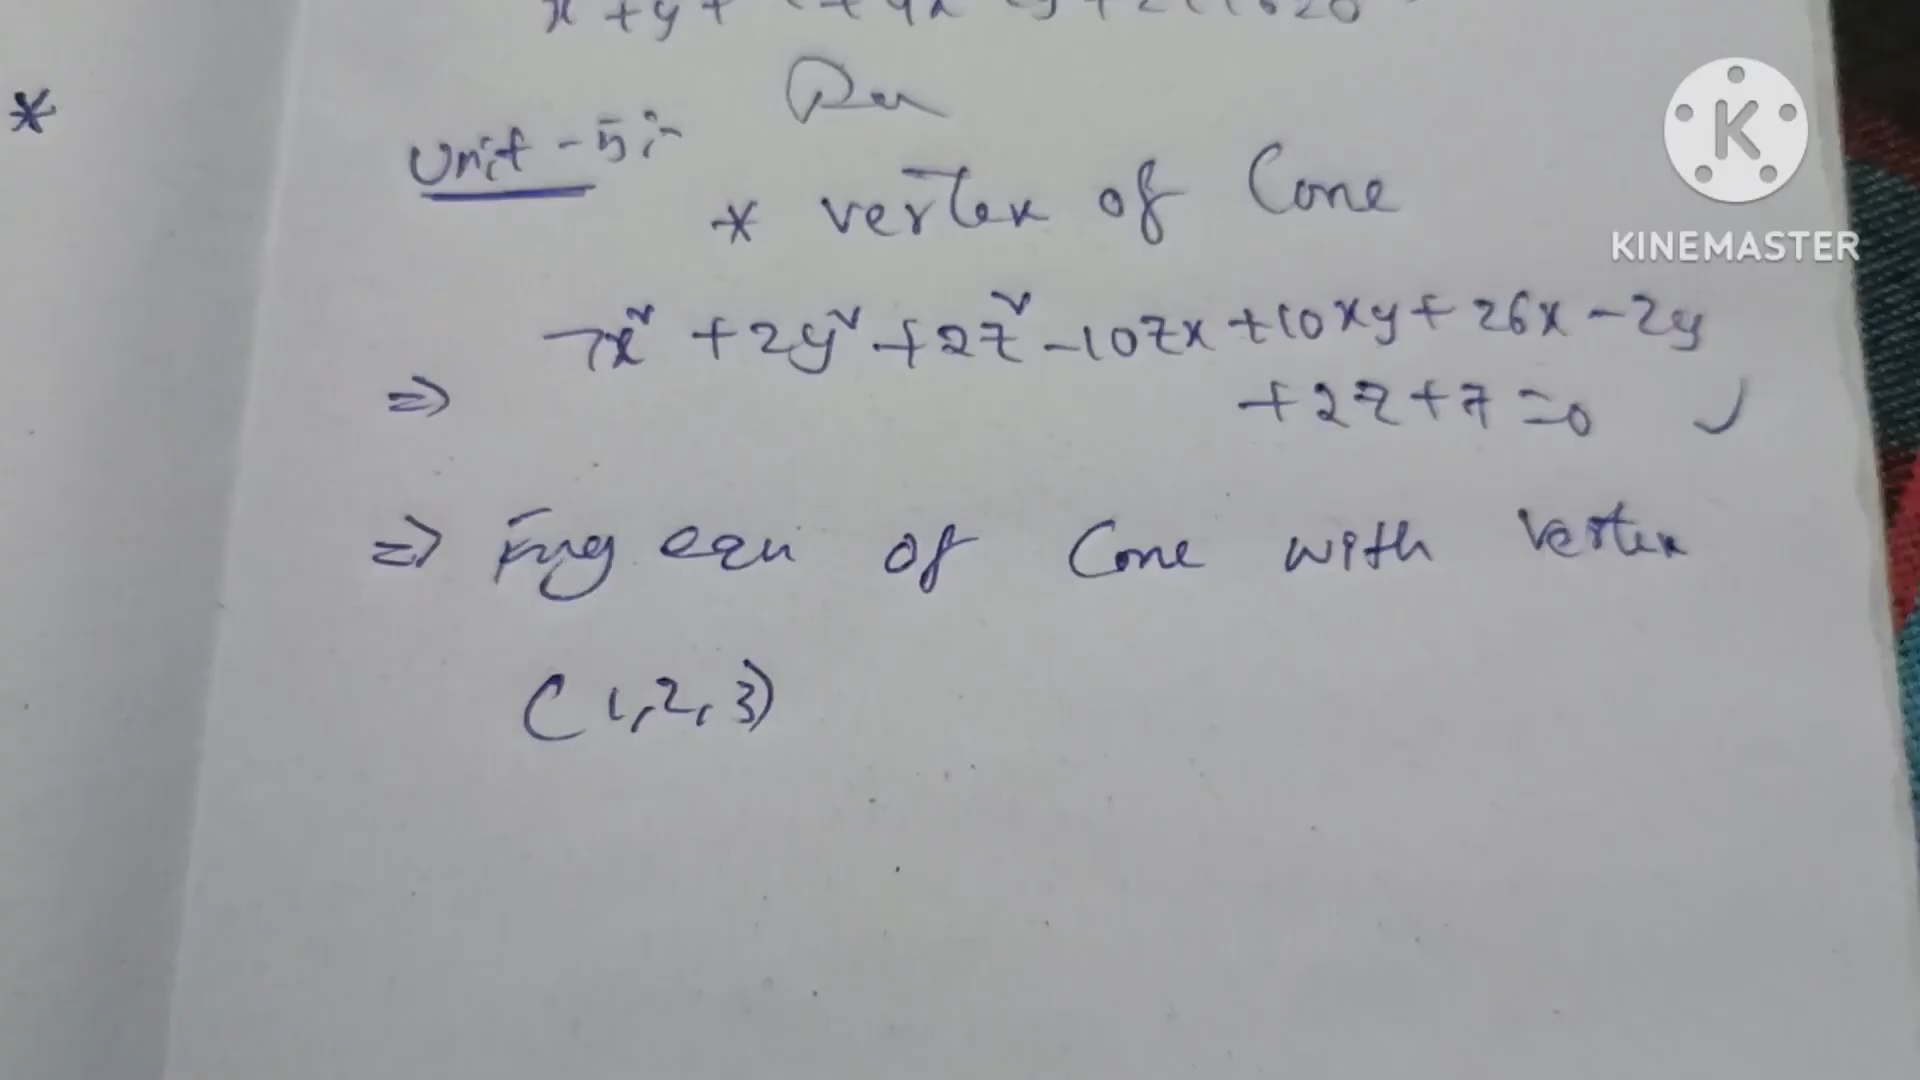 *
Unit-5:-
* vertex of Cone
7x² + 2y² + 2z² - 10zx + 10xy + 26x - 2y
⇒ + 2z + 7 = 0
⇒ equ of Cone with vertex
(1,2,3)
K
KINEMASTER